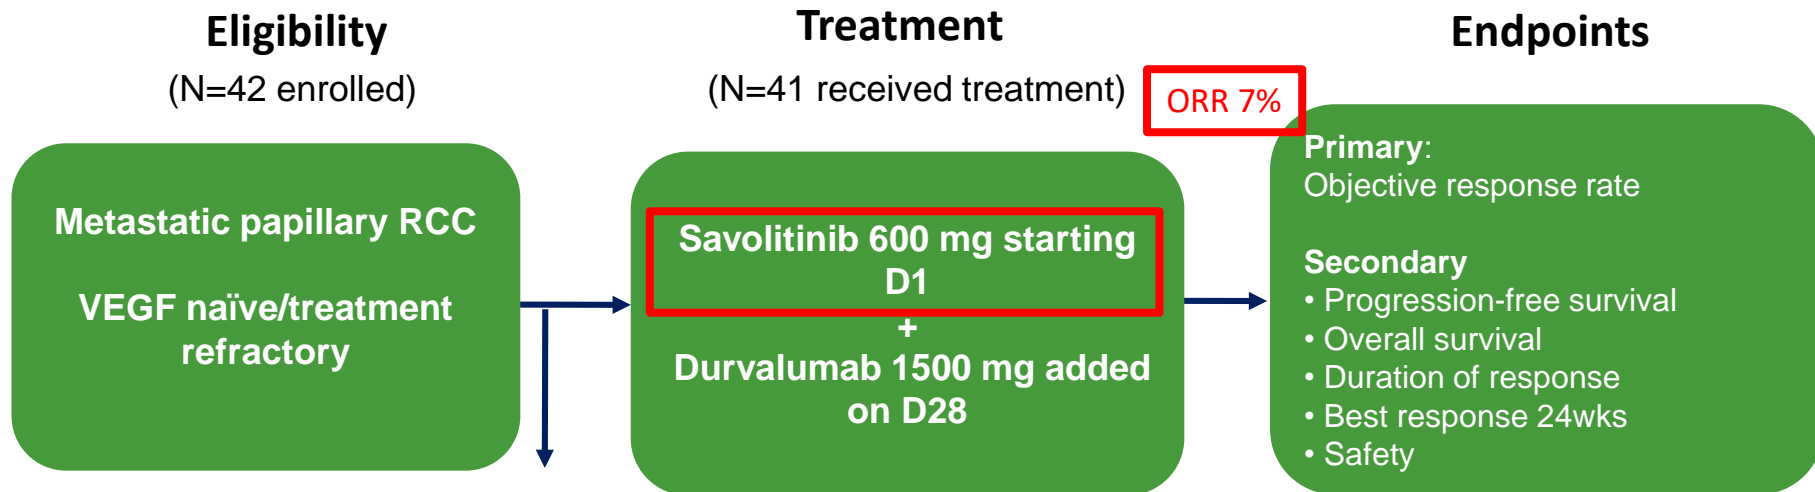 Eligibility
(N=42 enrolled)
Metastatic papillary RCC
VEGF naïve/treatment
refractory
Treatment
(N=41 received treatment)
ORR 7%
Savolitinib 600 mg starting
D1
+
Durvalumab 1500 mg added
on D28
Endpoints
Primary:
Objective response rate
Secondary
• Progression-free survival
• Overall survival
• Duration of response
• Best response 24wks
• Safety